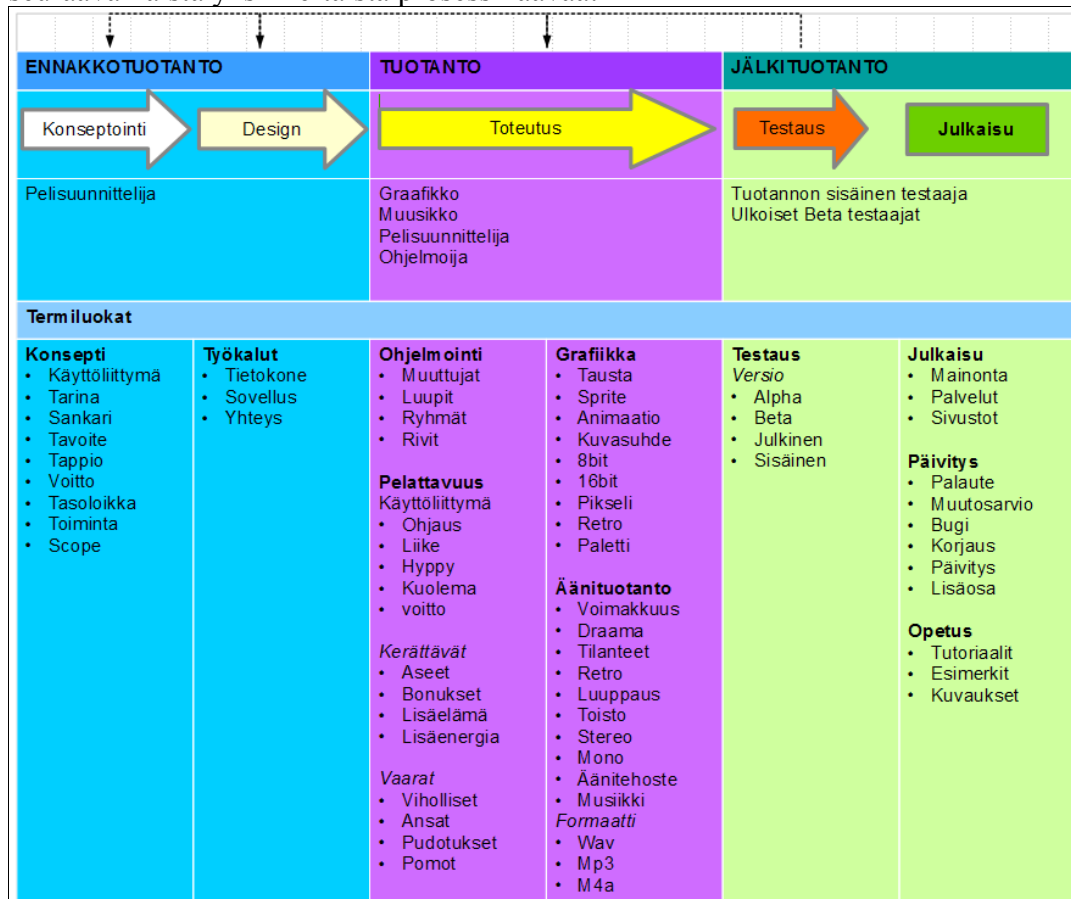 ENNAKKOTUOTANTO
TUOTANTO
JÄLKITUOTANTO
Konseptointi
Design
Toteutus
Testaus
Julkaisu
Pelisuunnittelija
Graafikko
Muusikko
Pelisuunnittelija
Ohjelmoija
Tuotannon sisäinen testaaja
Ulkoiset Beta testaajat
Termiluokat
Konsepti
• Käyttöliittymä
• Tarina
• Sankari
• Tavoite
• Tappio
• Voitto
• Tasoloikka
• Toiminta
• Scope
Työkalut
• Tietokone
• Sovellus
• Yhteys
Ohjelmointi
• Muuttujat
• Luupit
• Ryhmät
• Rivit
Pelattavuus
Käyttöliittymä
• Ohjaus
• Liike
• Hyppy
• Kuolema
• voitto
Kerättävät
• Aseet
• Bonukset
• Lisäelämä
• Lisäenergia
Vaarat
• Viholliset
• Ansat
• Pudotukset
• Pomot
Grafiikka
• Tausta
• Sprite
• Animaatio
• Kuvasuhde
• 8bit
• 16bit
• Pikseli
• Retro
• Paletti
Äänituotanto
• Voimakkuus
• Draama
• Tilanteet
• Retro
• Luuppaus
• Toisto
• Stereo
• Mono
• Äänitehoste
• Musiikki
Formaatti
• Wav
• Mp3
• M4a
Testaus
Versio
• Alpha
• Beta
• Julkinen
• Sisäinen
Julkaisu
• Mainonta
• Palvelut
• Sivustot
Päivitys
• Palaute
• Muutosarvio
• Bugi
• Korjaus
• Päivitys
• Lisäosa
Opetus
• Tutoriaalit
• Esimerkit
• Kuvaukset